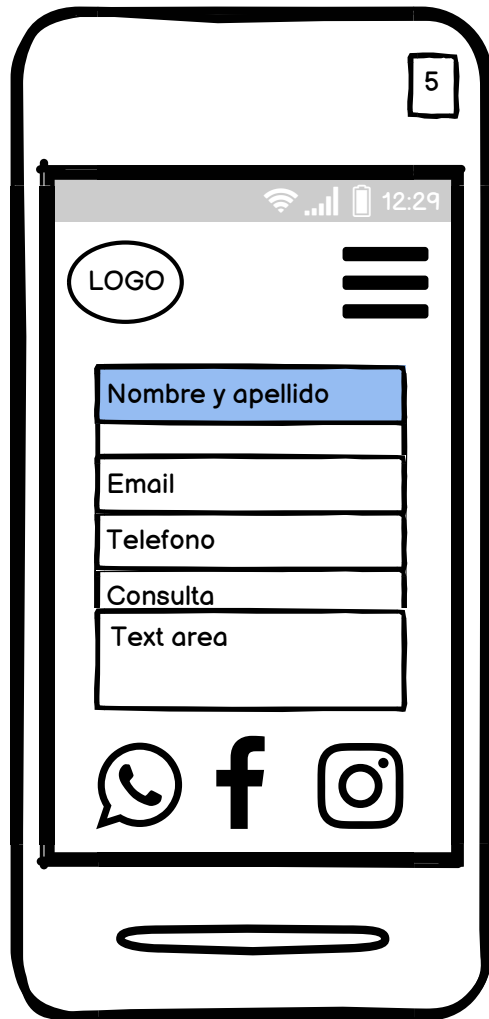 5
12:29
LOGO
Nombre y apellido
Email
Telefono
Consulta
Text area